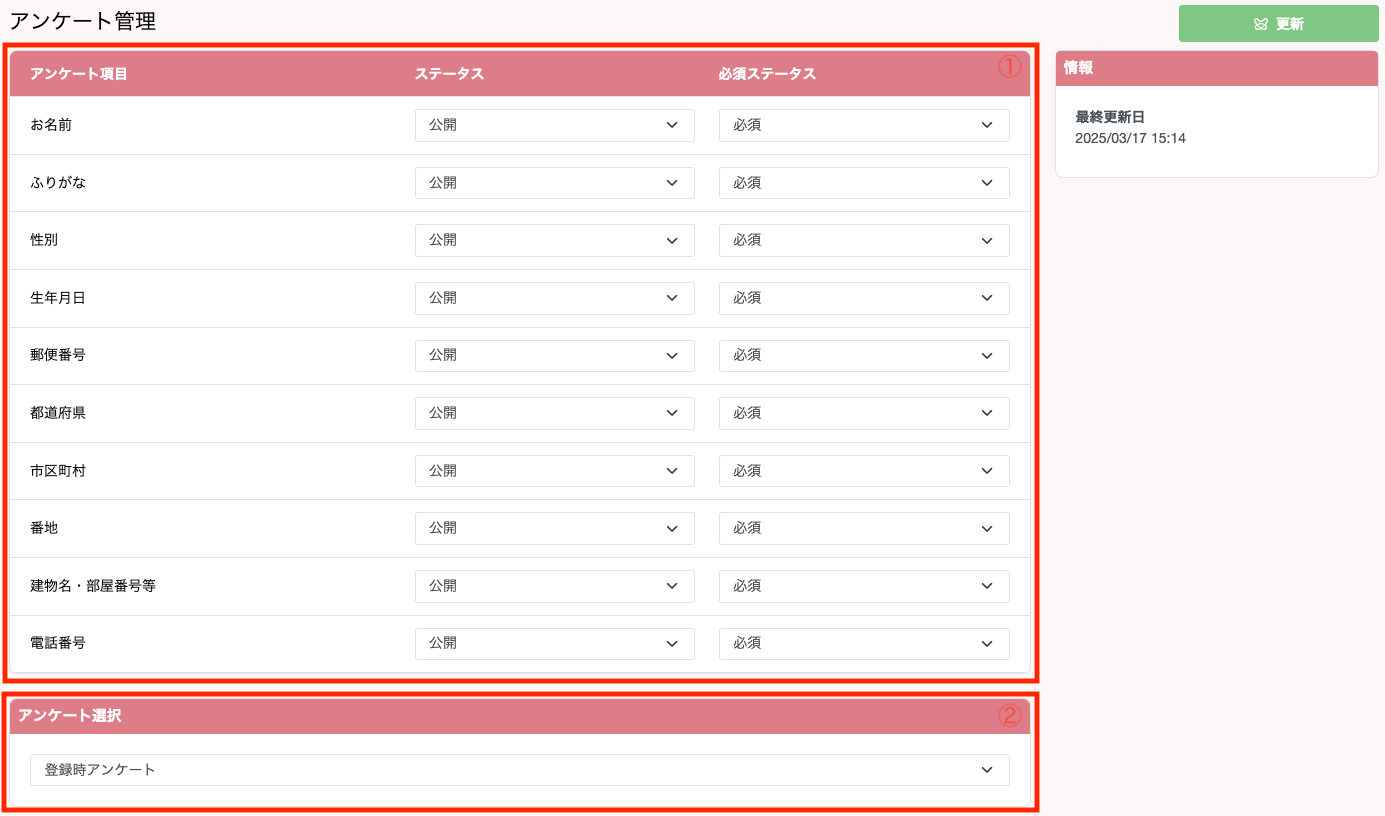 アンケート管理
更新
アンケート項目 ステータス 必須ステータス ①
お名前 公開 必須
ふりがな 公開 必須
性別 公開 必須
生年月日 公開 必須
郵便番号 公開 必須
都道府県 公開 必須
市区町村 公開 必須
番地 公開 必須
建物名・部屋番号等 公開 必須
電話番号 公開 必須
アンケート選択 ②
登録時アンケート
情報
最終更新日
2025/03/17 15:14